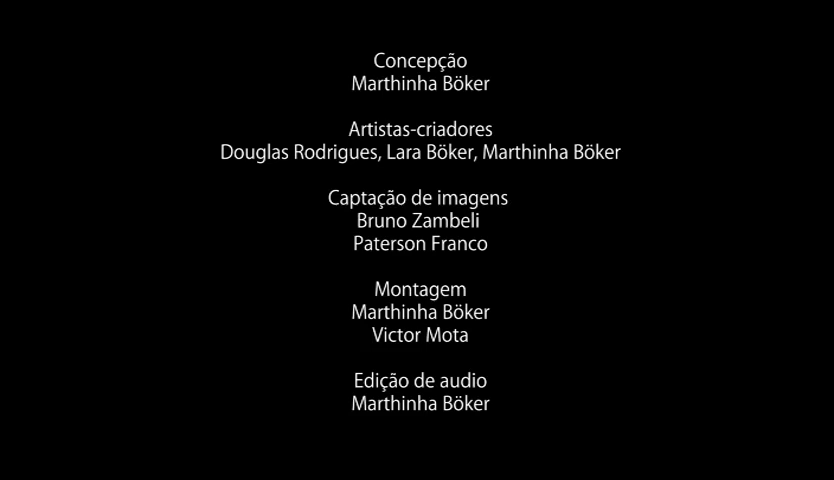 Concepção
Marthinha Böker
Artistas-criadores
Douglas Rodrigues, Lara Böker, Marthinha Böker
Captação de imagens
Bruno Zambeli
Paterson Franco
Montagem
Marthinha Böker
Victor Mota
Edição de audio
Marthinha Böker